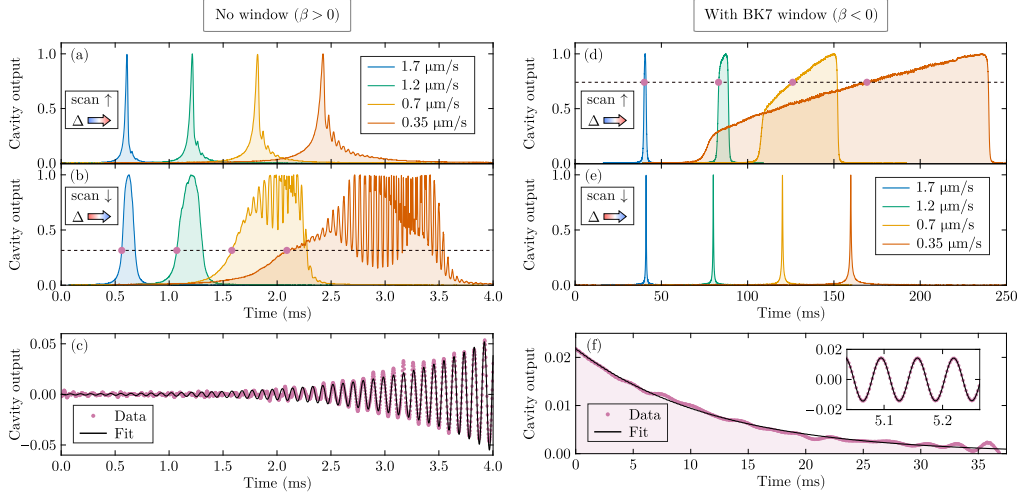 No window (β > 0)
With BK7 window (β < 0)
(a)
1.0
0.5
0.0
Cavity output
scan ↑
Δ
1.7 μm/s
1.2 μm/s
0.7 μm/s
0.35 μm/s
(b)
1.0
0.5
0.0
Cavity output
scan ↓
Δ
0.0 0.5 1.0 1.5 2.0 2.5 3.0 3.5 4.0
Time (ms)
(c)
0.05
0.00
−0.05
Cavity output
Data
Fit
0.0 0.5 1.0 1.5 2.0 2.5 3.0 3.5 4.0
Time (ms)
(d)
1.0
0.5
0.0
Cavity output
scan ↑
Δ
(e)
1.0
0.5
0.0
Cavity output
scan ↓
Δ
1.7 μm/s
1.2 μm/s
0.7 μm/s
0.35 μm/s
0 50 100 150 200 250
Time (ms)
(f)
0.02
0.01
0.00
Cavity output
Data
Fit
0.02
0.00
−0.02
5.1 5.2
0 5 10 15 20 25 30 35
Time (ms)